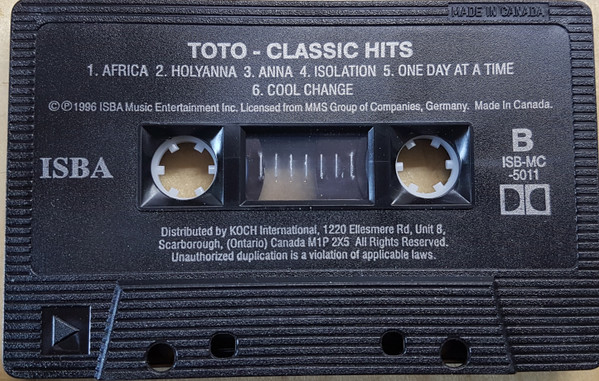 MADE IN CANADA
TOTO - CLASSIC HITS
1. AFRICA 2. HOLYANNA 3. ANNA 4. ISOLATION 5. ONE DAY AT A TIME
6. COOL CHANGE
©℗1996 ISBA Music Entertainment Inc. Licensed from MMS Group of Companies, Germany. Made In Canada.
ISBA
B
ISB-MC
-5011
Distributed by KOCH International, 1220 Ellesmere Rd, Unit 8,
Scarborough, (Ontario) Canada M1P 2X5 All Rights Reserved.
Unauthorized duplication is a violation of applicable laws.